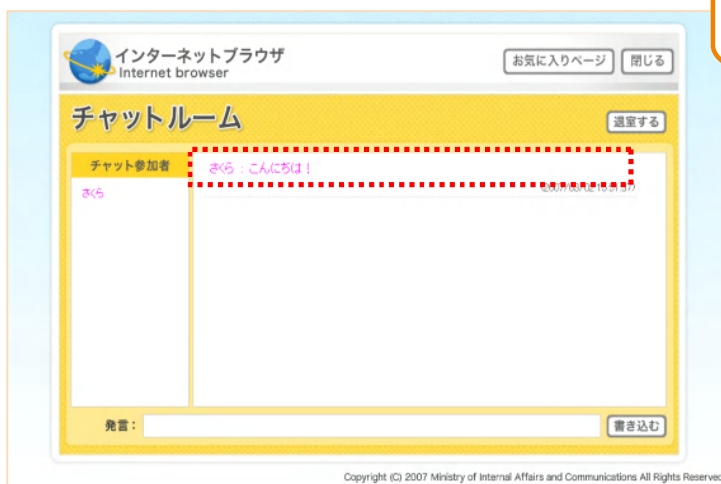 インターネットブラウザ
Internet browser
お気に入りページ
閉じる
チャットルーム
退室する
チャット参加者
さくら
さくら : こんにちは！
発言：
書き込む
Copyright (C) 2007 Ministry of Internal Affairs and Communications All Rights Reserved